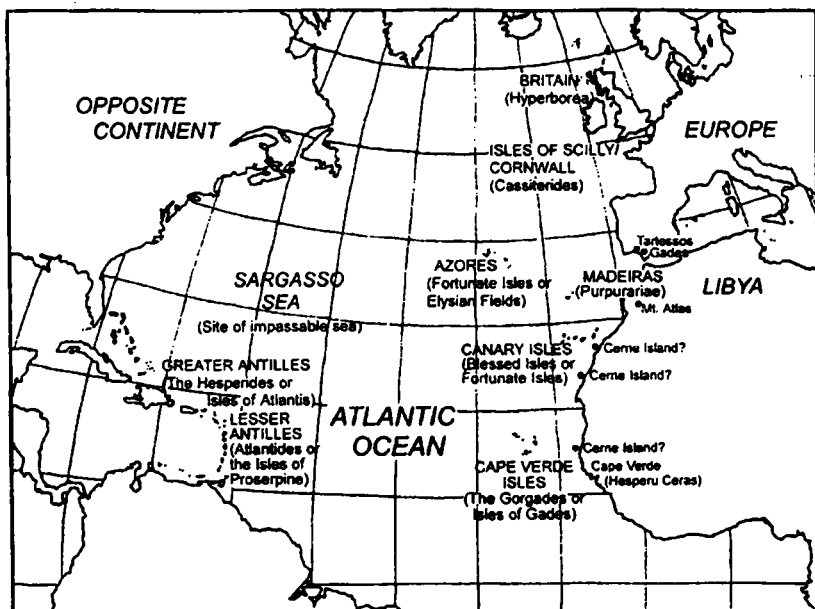 BRITAIN
(Hyperborea)
OPPOSITE
CONTINENT
EUROPE
ISLES OF SCILLY/
CORNWALL
(Cassiterides)
Tartessos
Gades
AZORES
(Fortunate Isles or
Elysian Fields)
MADEIRAS
(Purpurariae)
LIBYA
Mt. Atlas
SARGASSO
SEA
(Site of impassable sea)
CANARY ISLES
(Blessed Isles or
Fortunate Isles)
Cerne Island?
Cerne Island?
GREATER ANTILLES
(The Hesperides or
Isles of Atlantis)
LESSER
ANTILLES
(Atlantides or
the Isles of
Proserpine)
ATLANTIC
OCEAN
Cerne Island?
CAPE VERDE
ISLES
(The Gorgades or
Isles of Gades)
Cape Verde
(Hesperu Ceras)